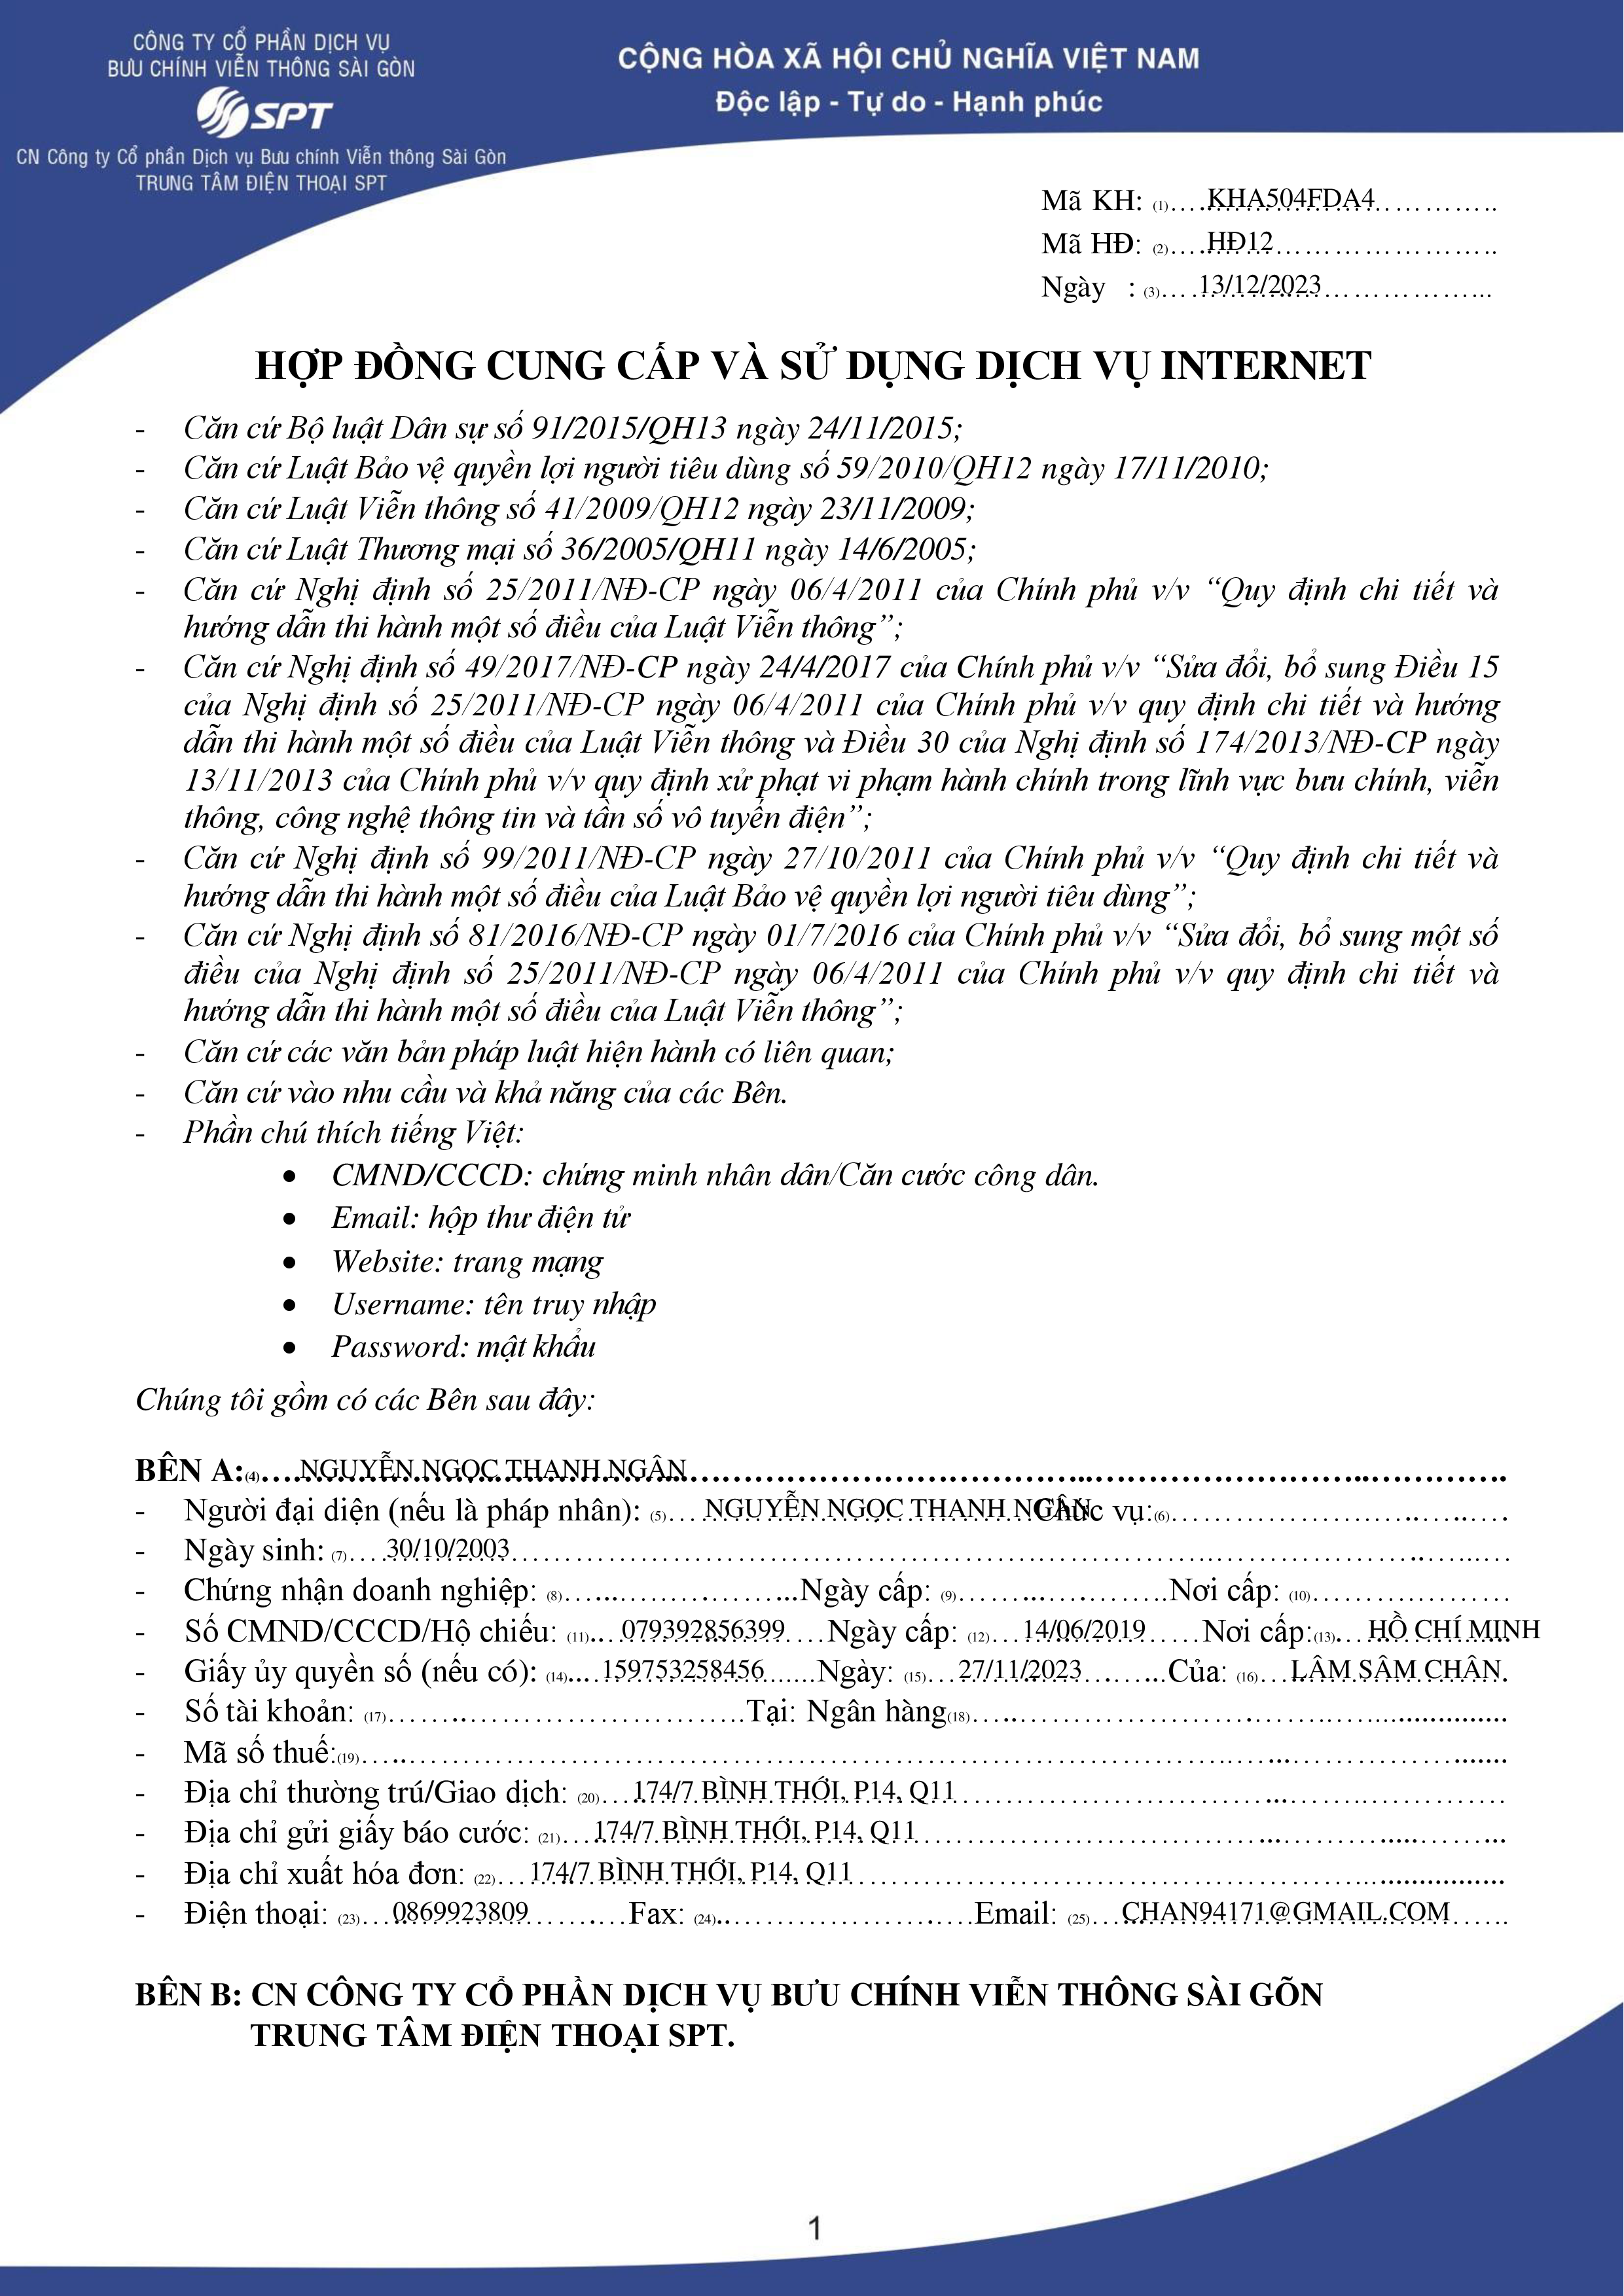 CÔNG TY CỔ PHẦN DỊCH VỤ
BƯU CHÍNH VIỄN THÔNG SÀI GÒN
SPT
CN Công ty Cổ phần Dịch vụ Bưu chính Viễn thông Sài Gòn
TRUNG TÂM ĐIỆN THOẠI SPT
CỘNG HÒA XÃ HỘI CHỦ NGHĨA VIỆT NAM
Độc lập - Tự do - Hạnh phúc
Mã KH: (1)……KHA504FDA4……………..
Mã HĐ: (2)……HĐ12……………………..
Ngày : (3)……13/12/2023………………...
HỢP ĐỒNG CUNG CẤP VÀ SỬ DỤNG DỊCH VỤ INTERNET
- Căn cứ Bộ luật Dân sự số 91/2015/QH13 ngày 24/11/2015;
- Căn cứ Luật Bảo vệ quyền lợi người tiêu dùng số 59/2010/QH12 ngày 17/11/2010;
- Căn cứ Luật Viễn thông số 41/2009/QH12 ngày 23/11/2009;
- Căn cứ Luật Thương mại số 36/2005/QH11 ngày 14/6/2005;
- Căn cứ Nghị định số 25/2011/NĐ-CP ngày 06/4/2011 của Chính phủ v/v “Quy định chi tiết và
hướng dẫn thi hành một số điều của Luật Viễn thông”;
- Căn cứ Nghị định số 49/2017/NĐ-CP ngày 24/4/2017 của Chính phủ v/v “Sửa đổi, bổ sung Điều 15
của Nghị định số 25/2011/NĐ-CP ngày 06/4/2011 của Chính phủ v/v quy định chi tiết và hướng
dẫn thi hành một số điều của Luật Viễn thông và Điều 30 của Nghị định số 174/2013/NĐ-CP ngày
13/11/2013 của Chính phủ v/v quy định xử phạt vi phạm hành chính trong lĩnh vực bưu chính, viễn
thông, công nghệ thông tin và tần số vô tuyến điện”;
- Căn cứ Nghị định số 99/2011/NĐ-CP ngày 27/10/2011 của Chính phủ v/v “Quy định chi tiết và
hướng dẫn thi hành một số điều của Luật Bảo vệ quyền lợi người tiêu dùng”;
- Căn cứ Nghị định số 81/2016/NĐ-CP ngày 01/7/2016 của Chính phủ v/v “Sửa đổi, bổ sung một số
điều của Nghị định số 25/2011/NĐ-CP ngày 06/4/2011 của Chính phủ v/v quy định chi tiết và
hướng dẫn thi hành một số điều của Luật Viễn thông”;
- Căn cứ các văn bản pháp luật hiện hành có liên quan;
- Căn cứ vào nhu cầu và khả năng của các Bên.
- Phần chú thích tiếng Việt:
• CMND/CCCD: chứng minh nhân dân/Căn cước công dân.
• Email: hộp thư điện tử
• Website: trang mạng
• Username: tên truy nhập
• Password: mật khẩu
Chúng tôi gồm có các Bên sau đây:
BÊN A:(4)……NGUYỄN NGỌC THANH NGÂN…………………………
- Người đại diện (nếu là pháp nhân): (5)……NGUYỄN NGỌC THANH NGÂN Chức vụ:(6)…………………
- Ngày sinh: (7)……30/10/2003…………………………
- Chứng nhận doanh nghiệp: (8)…………………Ngày cấp: (9)…………………Nơi cấp: (10)…………………
- Số CMND/CCCD/Hộ chiếu: (11)……079392856399……Ngày cấp: (12)……14/06/2019……Nơi cấp:(13)……HỒ CHÍ MINH
- Giấy ủy quyền số (nếu có): (14)……159753258456……Ngày: (15)……27/11/2023……Của: (16)……LÂM SÂM CHÂN.
- Số tài khoản: (17)…………………Tại: Ngân hàng(18)…………………
- Mã số thuế:(19)…………………………
- Địa chỉ thường trú/Giao dịch: (20)……174/7 BÌNH THỚI, P14, Q11…………………
- Địa chỉ gửi giấy báo cước: (21)……174/7 BÌNH THỚI, P14, Q11…………………
- Địa chỉ xuất hóa đơn: (22)……174/7 BÌNH THỚI, P14, Q11…………………
- Điện thoại: (23)……0869923809……Fax: (24)…………………Email: (25)……CHAN94171@GMAIL.COM…….
BÊN B: CN CÔNG TY CỔ PHẦN DỊCH VỤ BƯU CHÍNH VIỄN THÔNG SÀI GÕN
TRUNG TÂM ĐIỆN THOẠI SPT.
1